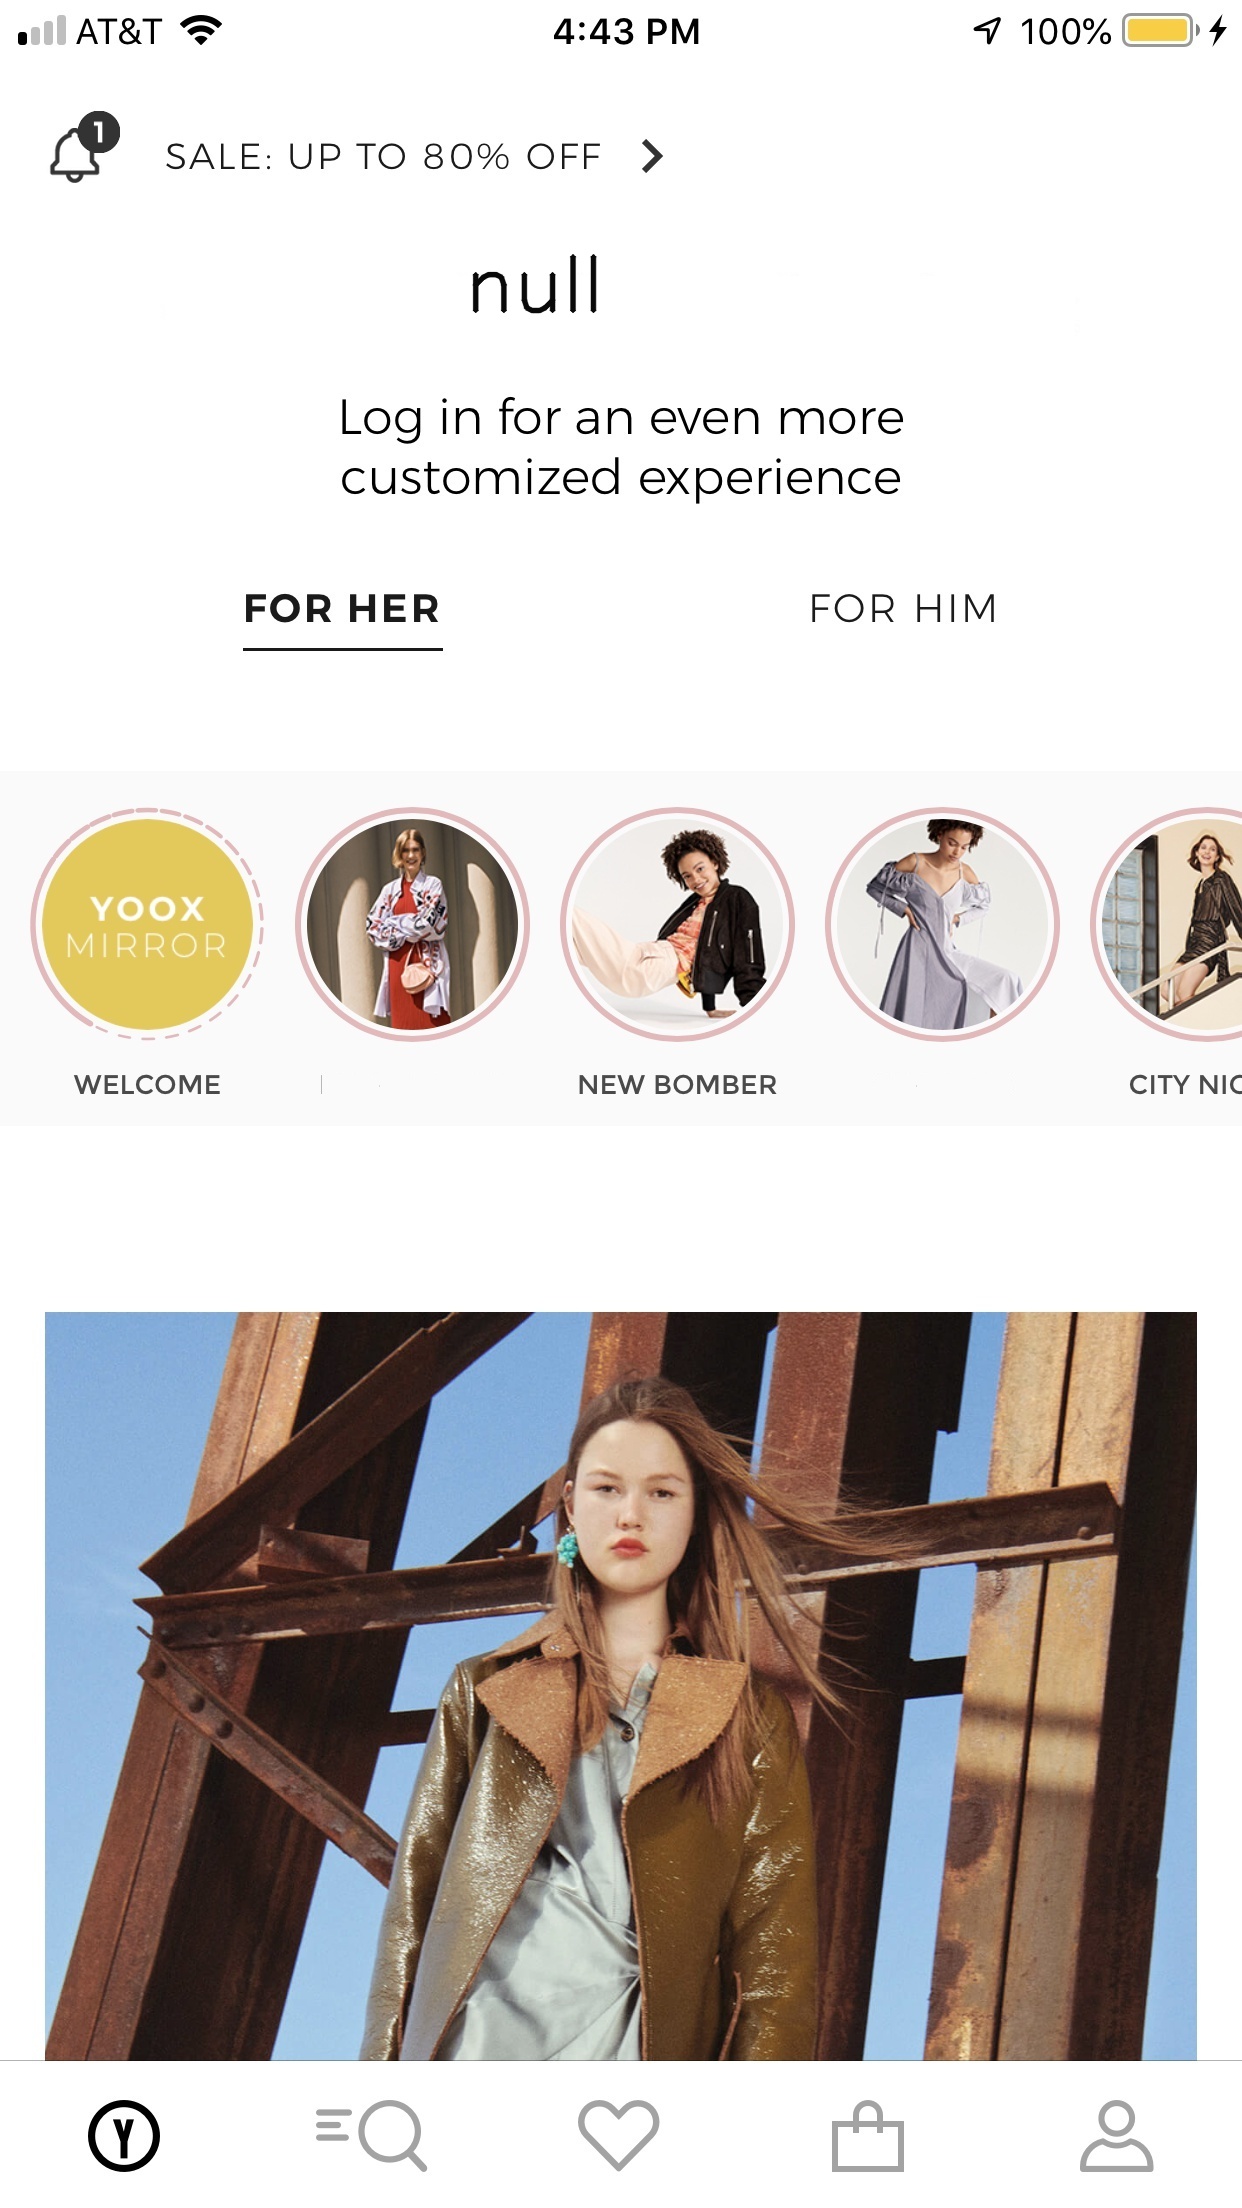 AT&T 4:43 PM 100%
1
SALE: UP TO 80% OFF
null
Log in for an even more
customized experience
FOR HER FOR HIM
YOOX
MIRROR
WELCOME NEW BOMBER CITY NIC
Y